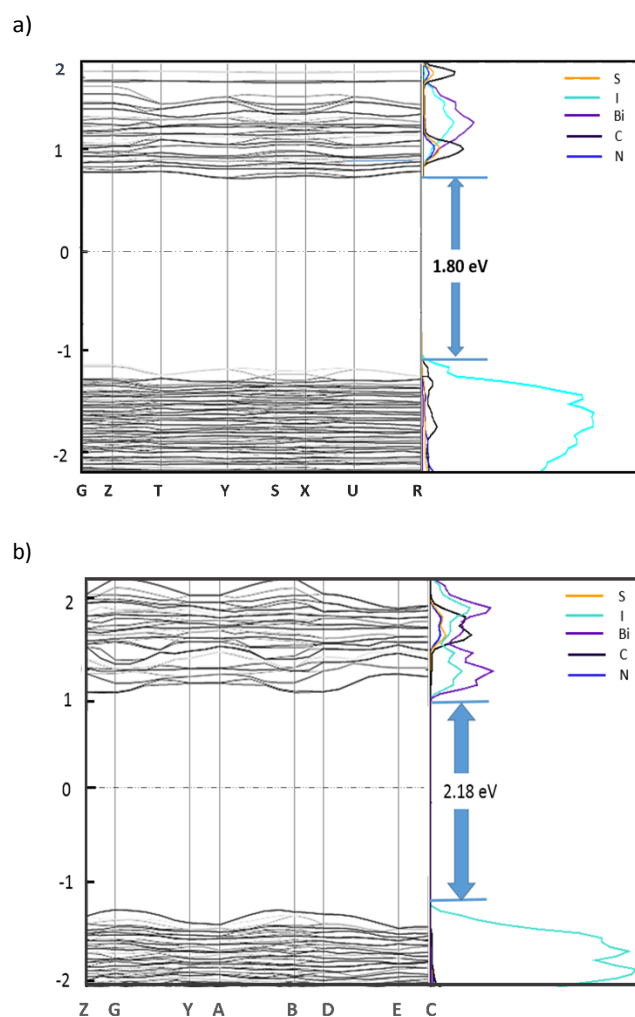 a)
2
1
0
-1
-2
G Z T Y S X U R
1.80 eV
S
I
Bi
C
N
b)
2
1
0
-1
-2
Z G Y A B D E C
2.18 eV
S
I
Bi
C
N